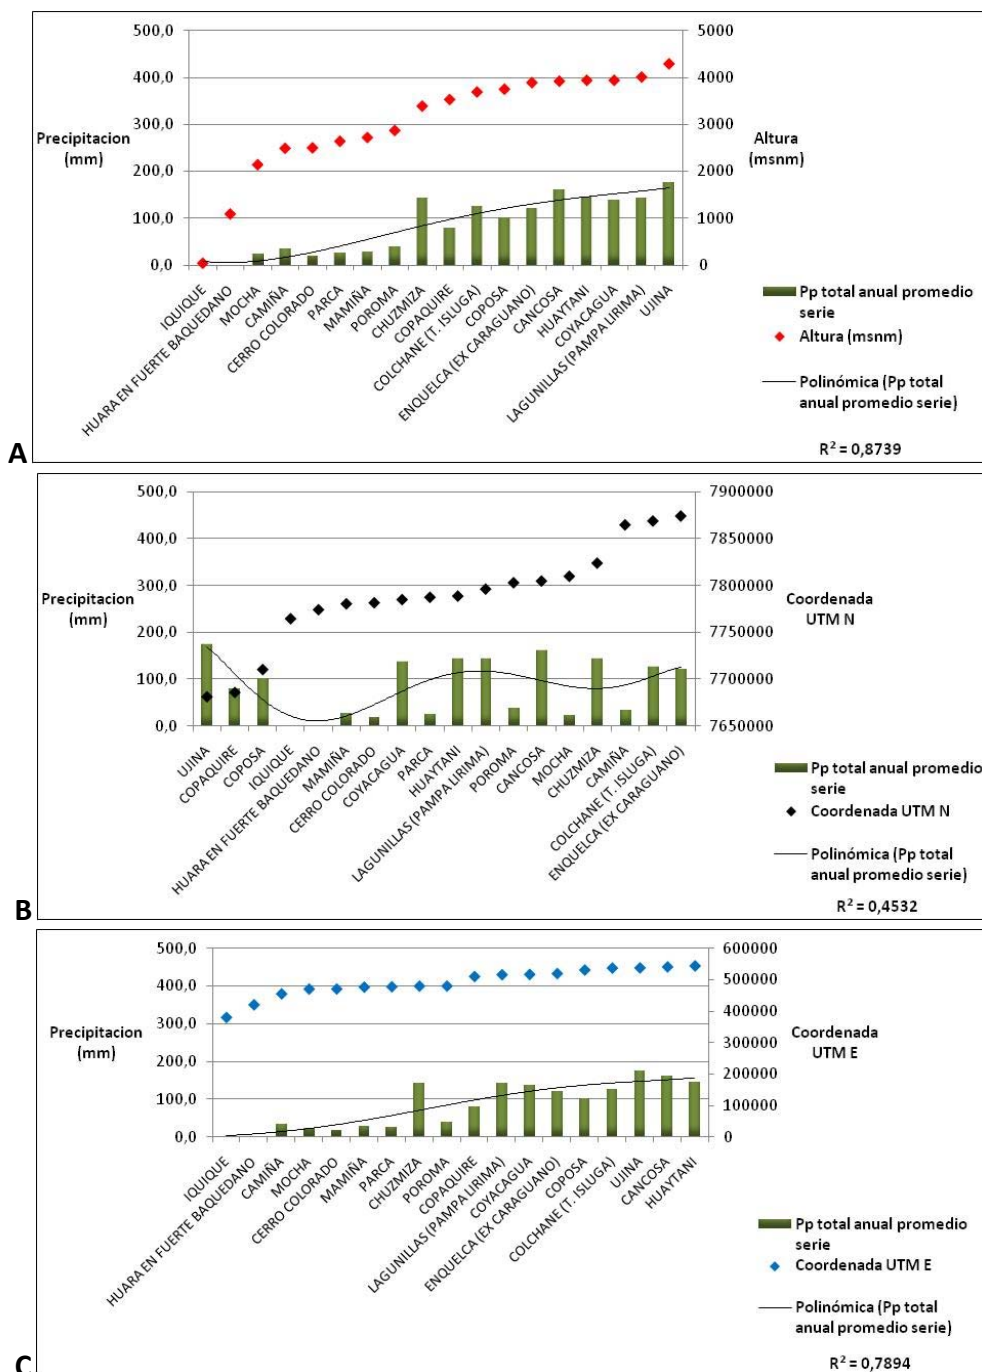 500,0
400,0
300,0
200,0
100,0
0,0
Precipitacion
(mm)
5000
4000
3000
2000
1000
0
Altura
(msnm)
IQUIQUE
HUARA EN FUERTE BAQUEDANO
MOCHA
CAMIÑA
CERRO COLORADO
PARCA
MAMIÑA
POROMA
CHUZMIZA
COPAQUIRE
COLCHANE (T. ISLUGA)
COPOSA
ENQUELCA (EX CARAGUANO)
CANCOSA
HUAYTANI
COYACAGUA
LAGUNILLAS (PAMPA LIRIMA)
UJINA
Pp total anual promedio
serie
Altura (msnm)
Polinómica (Pp total
anual promedio serie)
R² = 0,8739
A
500,0
400,0
300,0
200,0
100,0
0,0
Precipitacion
(mm)
7900000
7850000
7800000
7750000
7700000
7650000
Coordenada
UTM N
UJINA
COPAQUIRE
COPOSA
IQUIQUE
HUARA EN FUERTE BAQUEDANO
MAMIÑA
CERRO COLORADO
COYACAGUA
PARCA
HUAYTANI
LAGUNILLAS (PAMPA LIRIMA)
POROMA
CANCOSA
MOCHA
CHUZMIZA
CAMIÑA
COLCHANE (T. ISLUGA)
ENQUELCA (EX CARAGUANO)
Pp total anual promedio
serie
Coordenada UTM N
Polinómica (Pp total
anual promedio serie)
R² = 0,4532
B
500,0
400,0
300,0
200,0
100,0
0,0
Precipitacion
(mm)
600000
500000
400000
300000
200000
100000
0
Coordenada
UTM E
IQUIQUE
HUARA EN FUERTE BAQUEDANO
CAMIÑA
MOCHA
CERRO COLORADO
MAMIÑA
PARCA
CHUZMIZA
POROMA
COPAQUIRE
LAGUNILLAS (PAMPA LIRIMA)
COYACAGUA
ENQUELCA (EX CARAGUANO)
COPOSA
COLCHANE (T. ISLUGA)
UJINA
CANCOSA
HUAYTANI
Pp total anual promedio
serie
Coordenada UTM E
Polinómica (Pp total
anual promedio serie)
R² = 0,7894
C